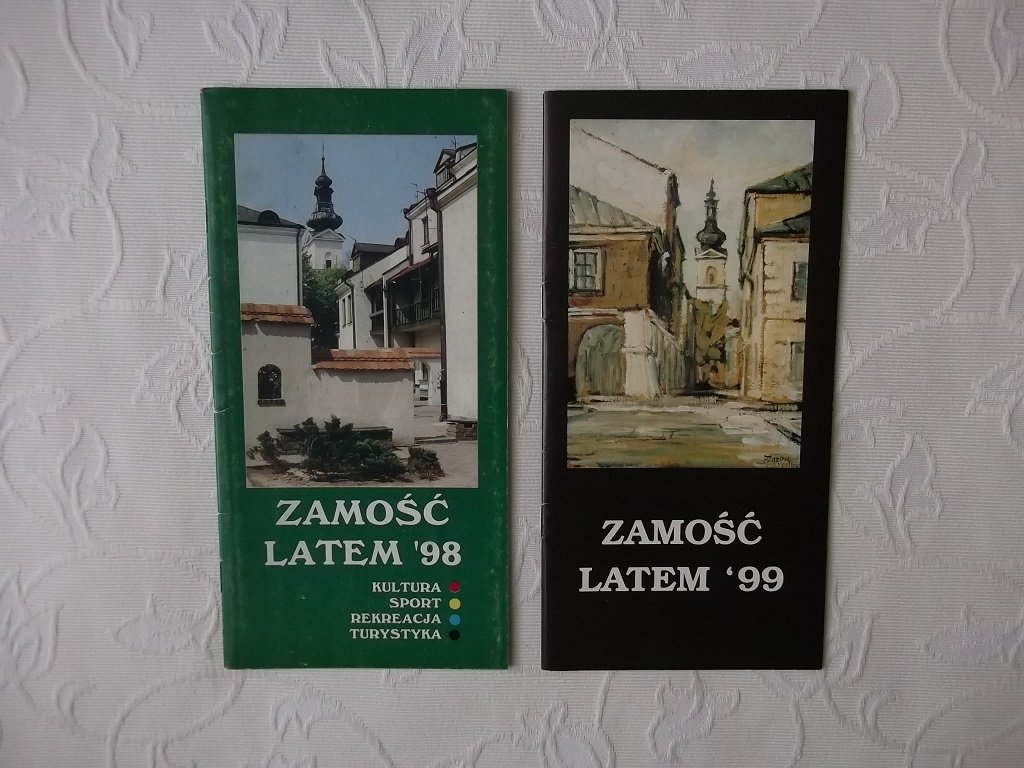 ZAMOŚĆ
LATEM '98
KULTURA
SPORT
REKREACJA
TURYSTYKA
ZAMOŚĆ
LATEM ‘99